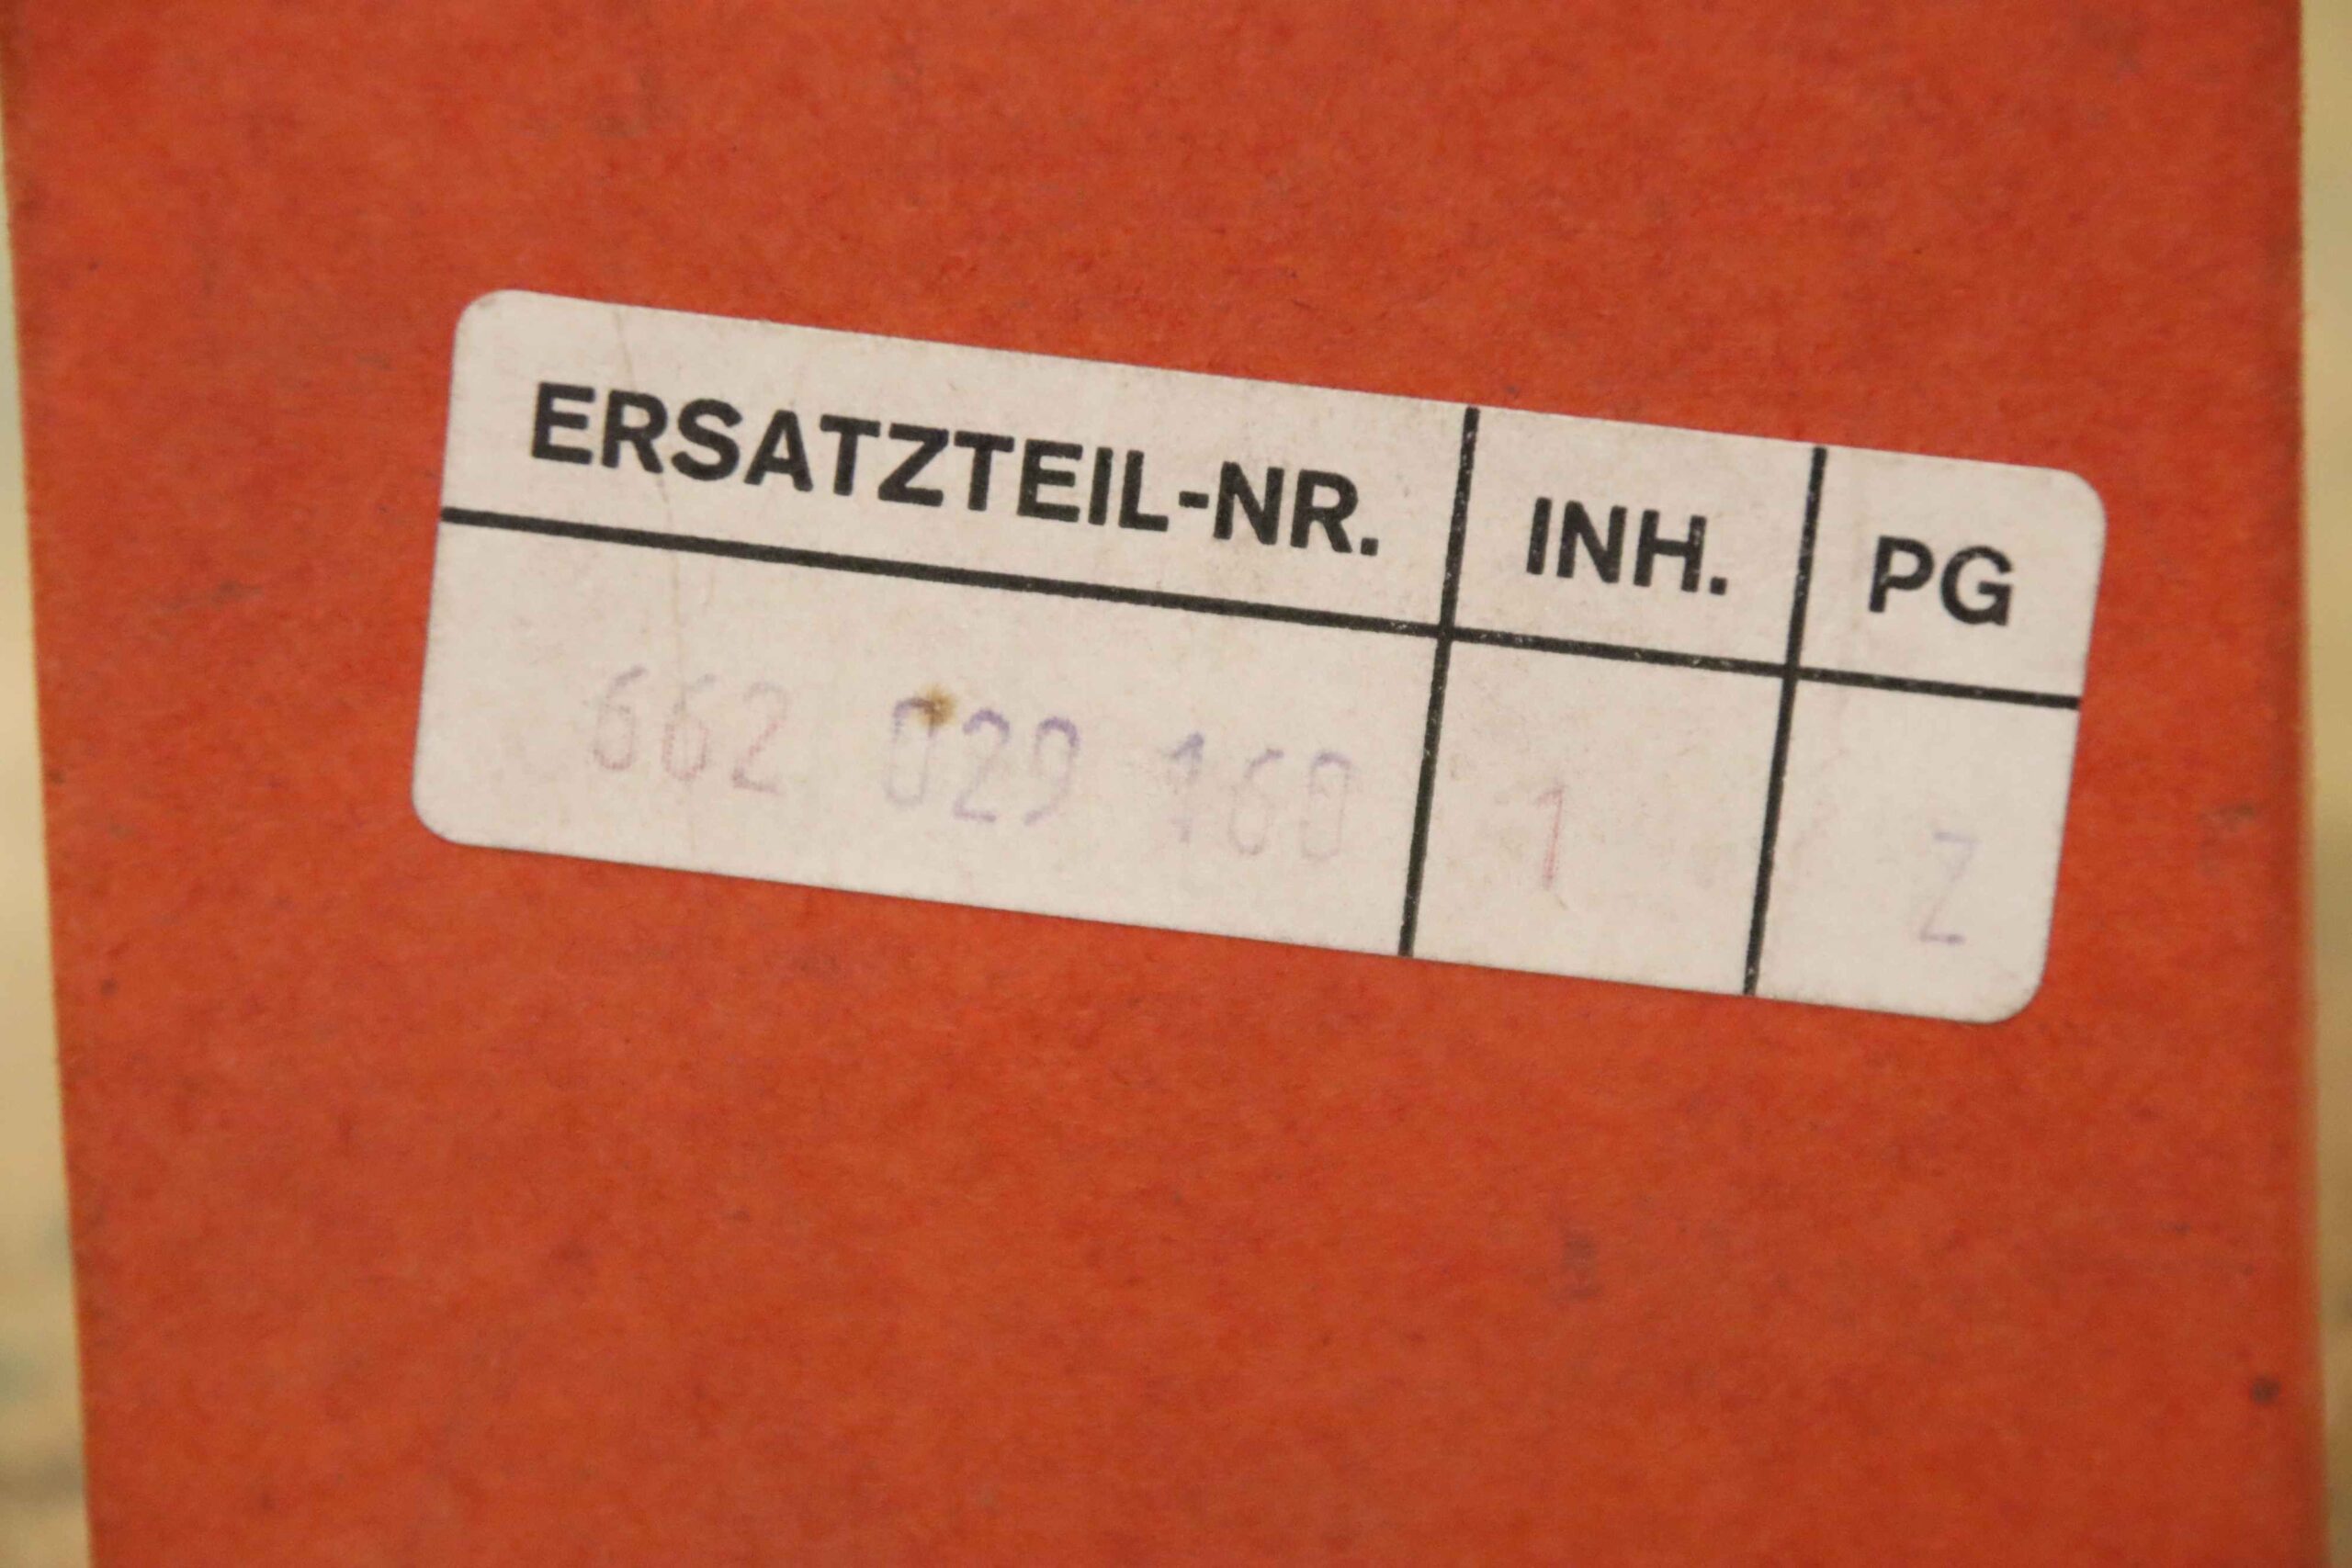 ERSATZTEIL-NR. INH. PG
662 029 160 1 Z